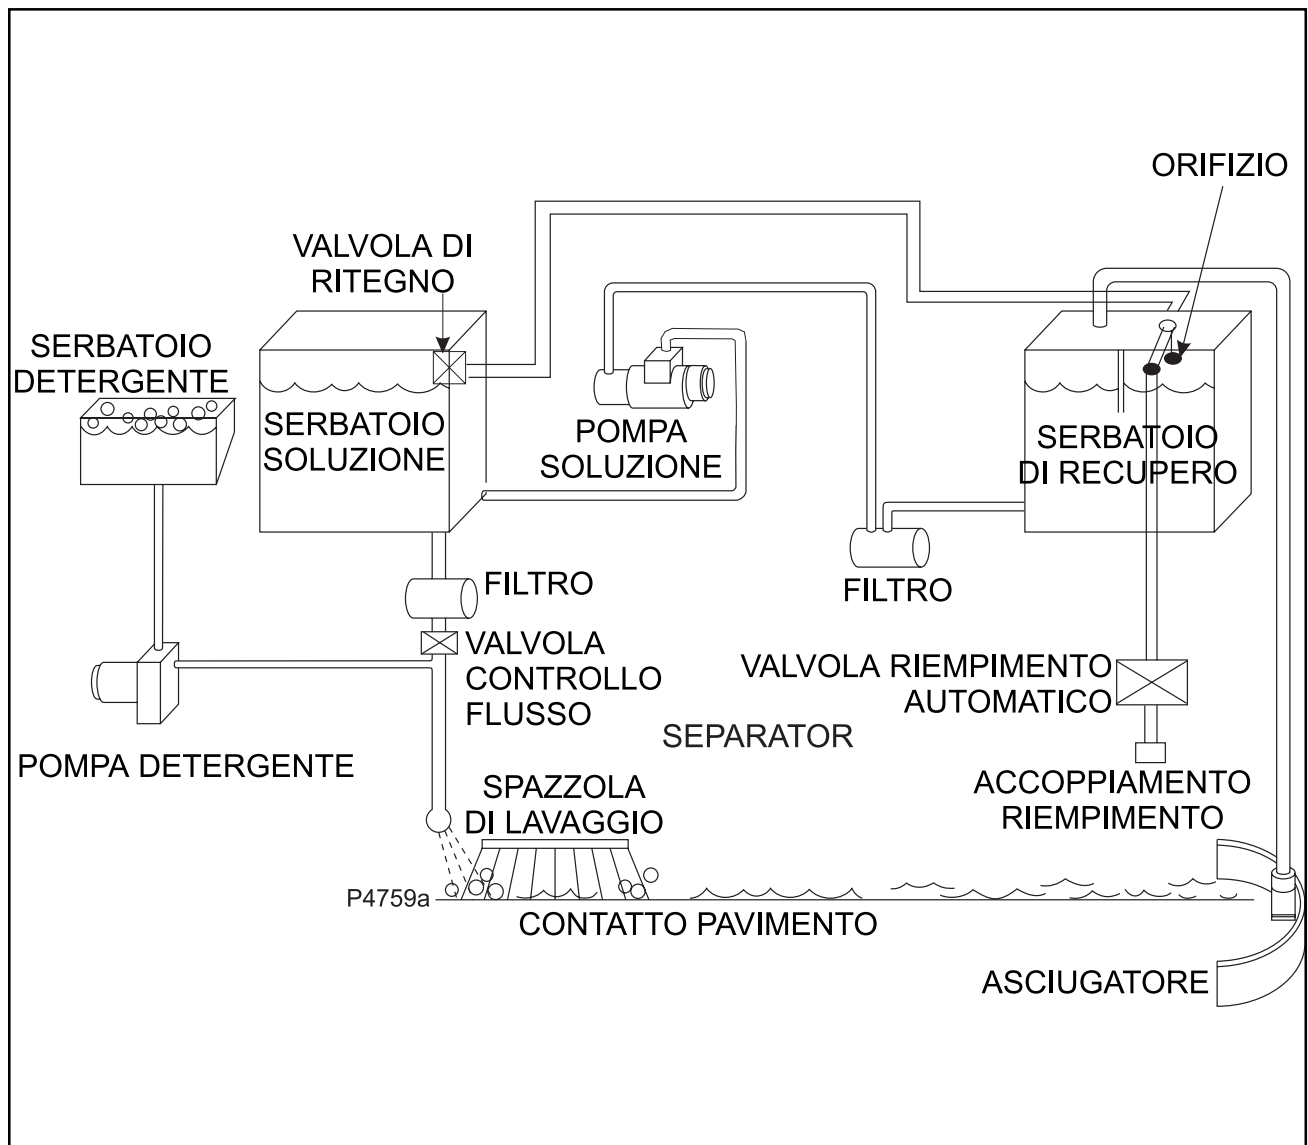 ORIFIZIO
VALVOLA DI
RITEGNO
SERBATOIO
DETERGENTE
SERBATOIO
SOLUZIONE
POMPA
SOLUZIONE
SERBATOIO
DI RECUPERO
FILTRO
FILTRO
VALVOLA
CONTROLLO
FLUSSO
VALVOLA RIEMPIMENTO
AUTOMATICO
SEPARATOR
POMPA DETERGENTE
ACCOPPIAMENTO
RIEMPIMENTO
SPAZZOLA
DI LAVAGGIO
P4759a
CONTATTO PAVIMENTO
ASCIUGATORE